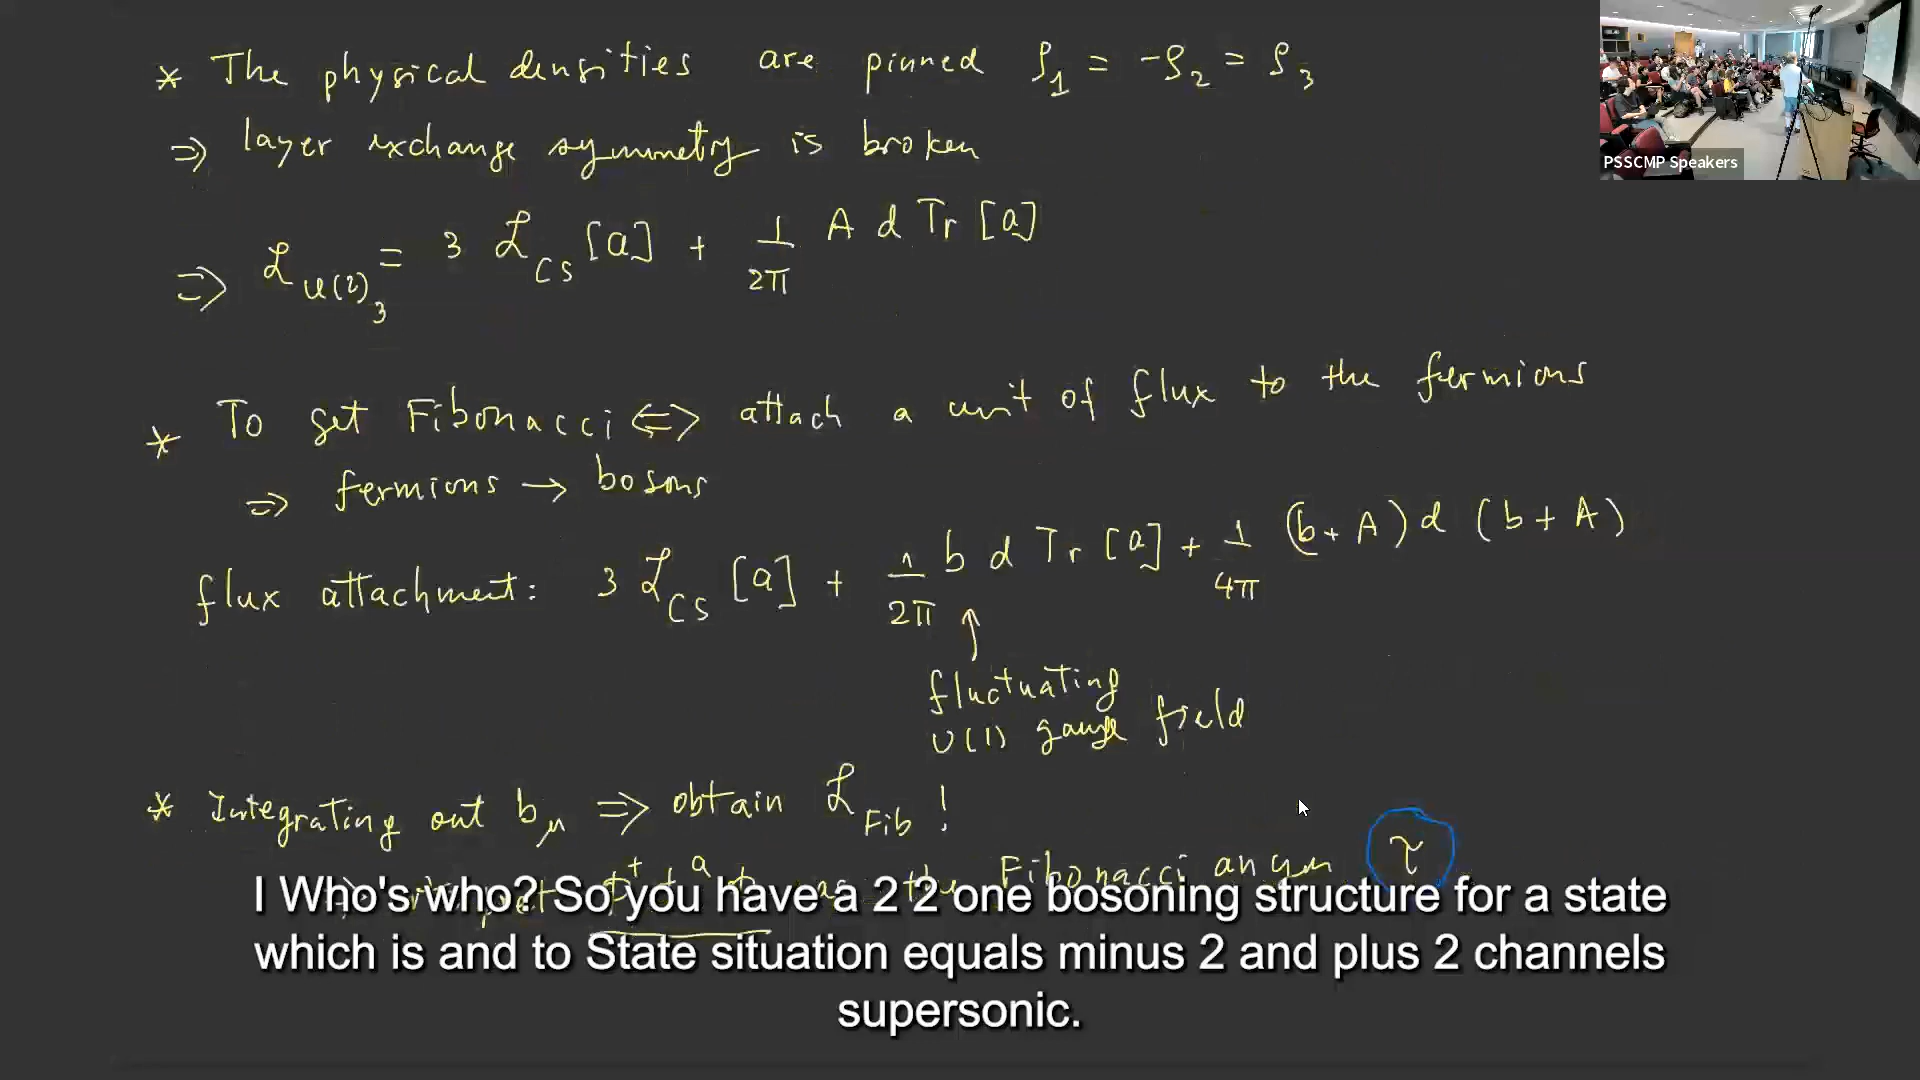 * The physical densities are pinned ρ₁ = -ρ₂ = ρ₃
⇒ layer exchange symmetry is broken
⇒ ℒ_U(2)₃ = 3 ℒ_CS [a] + 1/2π A d Tr [a]
* To get Fibonacci ⇔ attach a unit of flux to the fermions
⇒ fermions → bosons
flux attachment: 3 ℒ_CS [a] + 1/2π b d Tr [a] + 1/4π (b + A) d (b + A)
↑
fluctuating
U(1) gauge field
* Integrating out b_μ ⇒ obtain ℒ_Fib !
the Fibonacci anyon τ
PSSCMP Speakers
I Who's who? So you have a 2 2 one bosoning structure for a state
which is and to State situation equals minus 2 and plus 2 channels
supersonic.